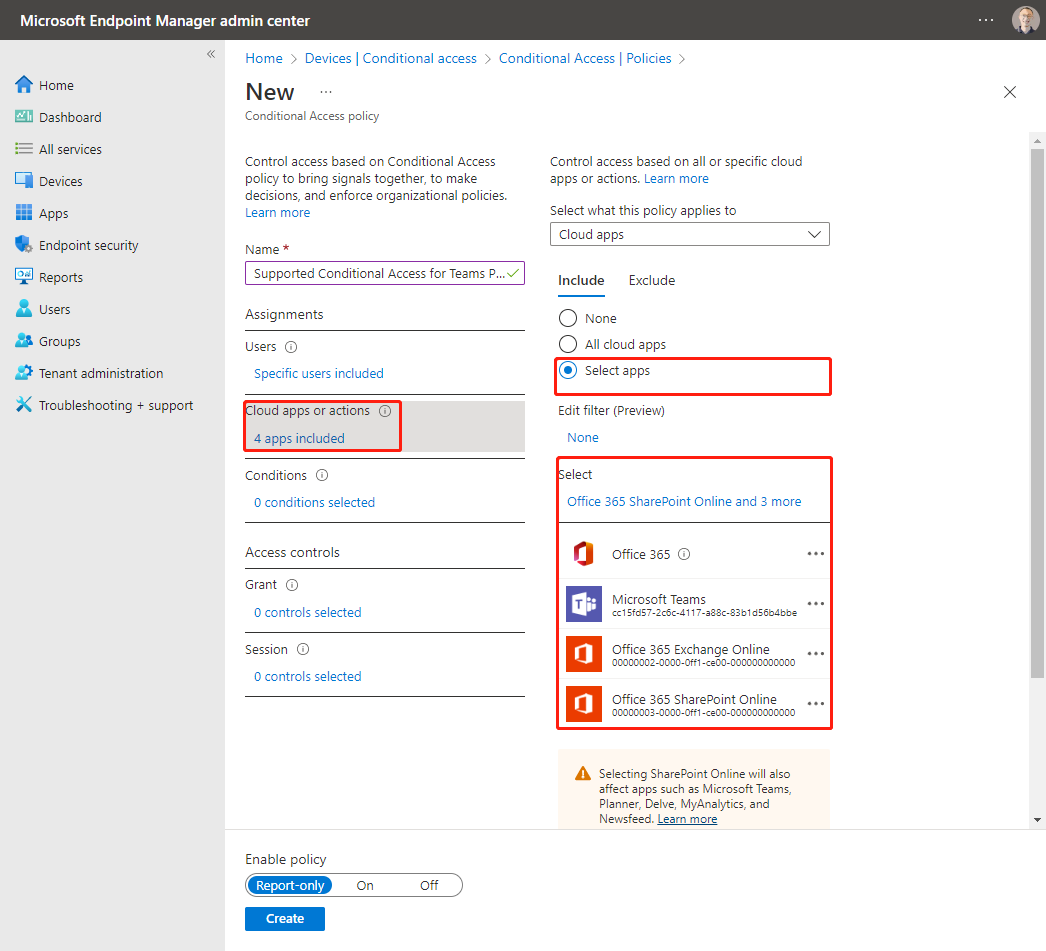 Microsoft Endpoint Manager admin center
Home
Dashboard
All services
Devices
Apps
Endpoint security
Reports
Users
Groups
Tenant administration
Troubleshooting + support
Home > Devices | Conditional access > Conditional Access | Policies >
New
Conditional Access policy
Control access based on Conditional Access
policy to bring signals together, to make
decisions, and enforce organizational policies.
Learn more
Name *
Supported Conditional Access for Teams P...
Assignments
Users
Specific users included
Cloud apps or actions
4 apps included
Conditions
0 conditions selected
Access controls
Grant
0 controls selected
Session
0 controls selected
Control access based on all or specific cloud
apps or actions. Learn more
Select what this policy applies to
Cloud apps
Include Exclude
None
All cloud apps
Select apps
Edit filter (Preview)
None
Select
Office 365 SharePoint Online and 3 more
Office 365
Microsoft Teams
cc15fd57-2c6c-4117-a88c-83b1d56b4bbe
Office 365 Exchange Online
00000002-0000-0ff1-ce00-000000000000
Office 365 SharePoint Online
00000003-0000-0ff1-ce00-000000000000
Selecting SharePoint Online will also
affect apps such as Microsoft Teams,
Planner, Delve, MyAnalytics, and
Newsfeed. Learn more
Enable policy
Report-only On Off
Create